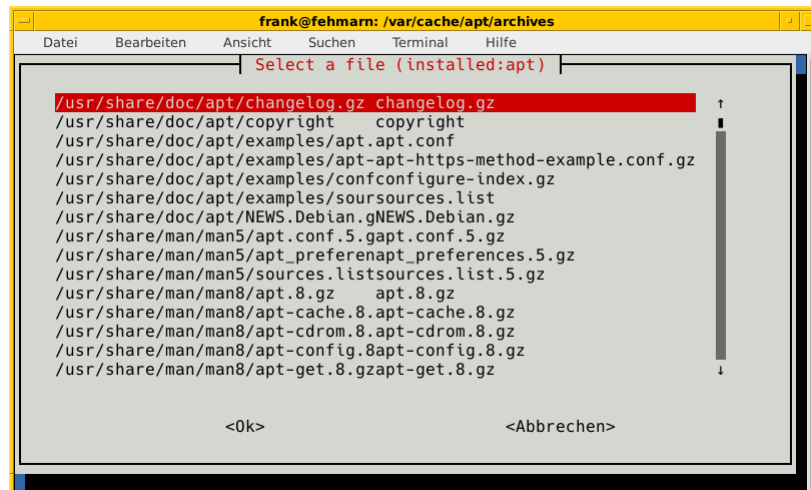 frank@fehmarn: /var/cache/apt/archives
Datei Bearbeiten Ansicht Suchen Terminal Hilfe
Select a file (installed:apt)
/usr/share/doc/apt/changelog.gz changelog.gz
/usr/share/doc/apt/copyright copyright
/usr/share/doc/apt/examples/apt.apt.conf
/usr/share/doc/apt/examples/apt-apt-https-method-example.conf.gz
/usr/share/doc/apt/examples/confconfigure-index.gz
/usr/share/doc/apt/examples/soursources.list
/usr/share/doc/apt/NEWS.Debian.gNEWS.Debian.gz
/usr/share/man/man5/apt.conf.5.gapt.conf.5.gz
/usr/share/man/man5/apt_preferenapt_preferences.5.gz
/usr/share/man/man5/sources.listsources.list.5.gz
/usr/share/man/man8/apt.8.gz apt.8.gz
/usr/share/man/man8/apt-cache.8.apt-cache.8.gz
/usr/share/man/man8/apt-cdrom.8.apt-cdrom.8.gz
/usr/share/man/man8/apt-config.8apt-config.8.gz
/usr/share/man/man8/apt-get.8.gzapt-get.8.gz
<Ok> <Abbrechen>